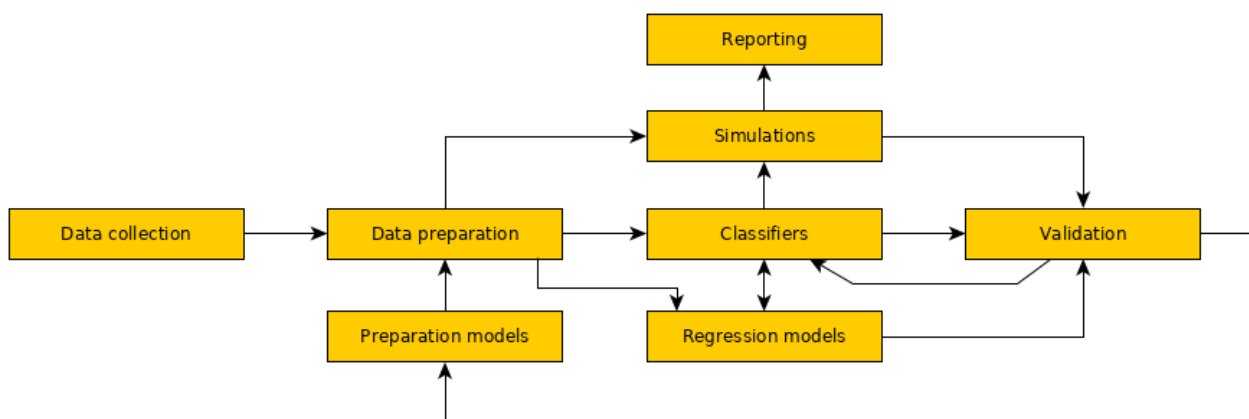 Reporting
Simulations
Data collection
Data preparation
Classifiers
Validation
Preparation models
Regression models